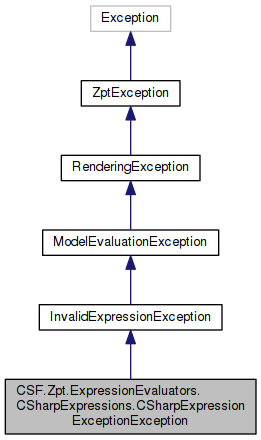 Exception
ZptException
RenderingException
ModelEvaluationException
InvalidExpressionException
CSF.Zpt.ExpressionEvaluators.
CSharpExpressions.CSharpExpression
ExceptionException